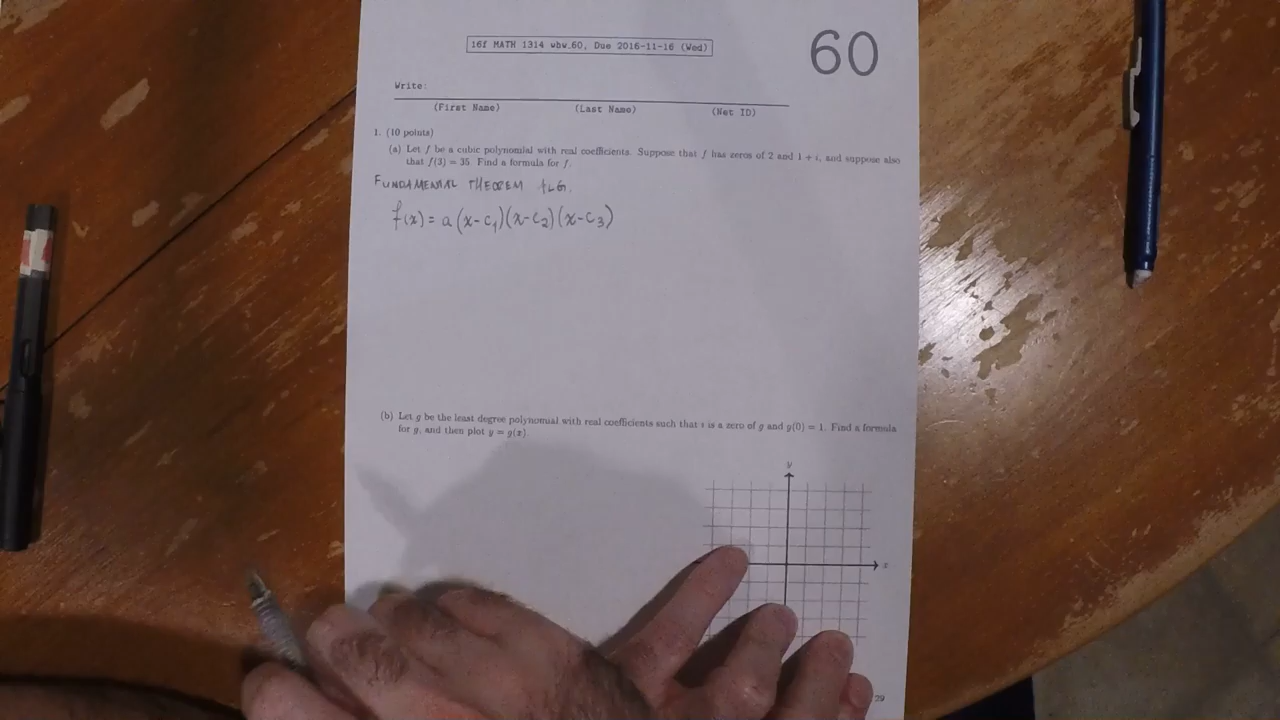 16f MATH 1314 wbw_60, Due 2016-11-16 (Wed)
60
Write:
(First Name) (Last Name) (Net ID)
1. (10 points)
(a) Let f be a cubic polynomial with real coefficients. Suppose that f has zeros of 2 and 1 + i, and suppose also
that f(3) = 35. Find a formula for f.
FUNDAMENTAL THEOREM ALG.
f(x) = a(x-c₁)(x-c₂)(x-c₃)
(b) Let g be the least degree polynomial with real coefficients such that i is a zero of g and g(0) = 1. Find a formula
for g, and then plot y = g(x).
y
x
29